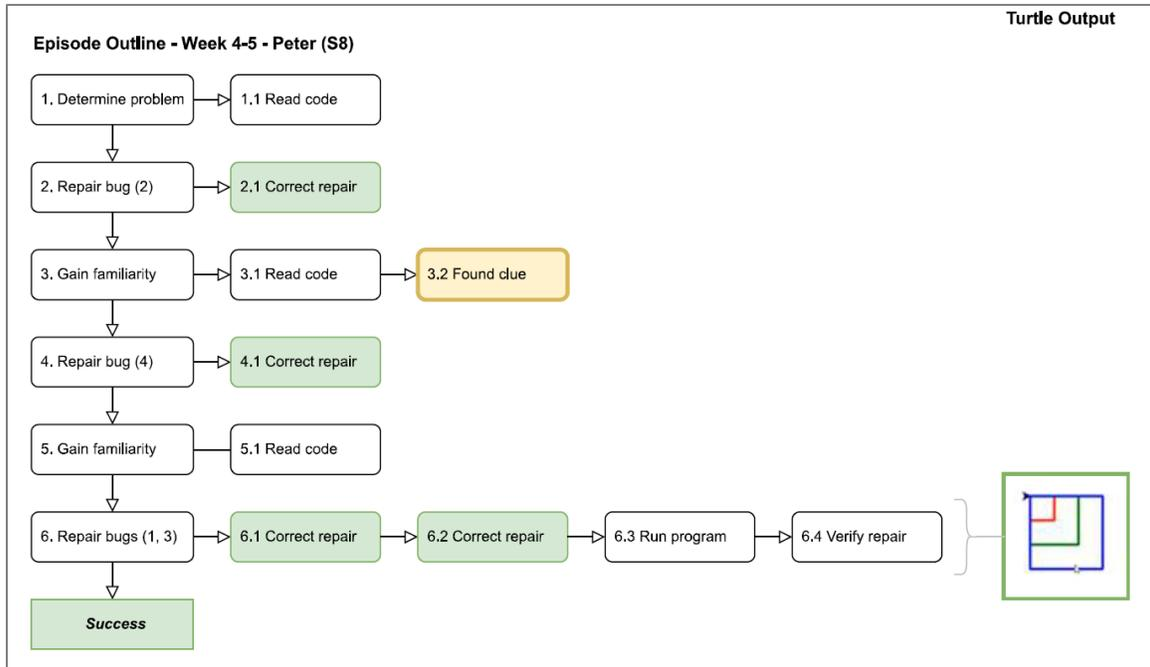 Turtle Output
Episode Outline - Week 4-5 - Peter (S8)
1. Determine problem
1.1 Read code
2. Repair bug (2)
2.1 Correct repair
3. Gain familiarity
3.1 Read code
3.2 Found clue
4. Repair bug (4)
4.1 Correct repair
5. Gain familiarity
5.1 Read code
6. Repair bugs (1, 3)
6.1 Correct repair
6.2 Correct repair
6.3 Run program
6.4 Verify repair
Success